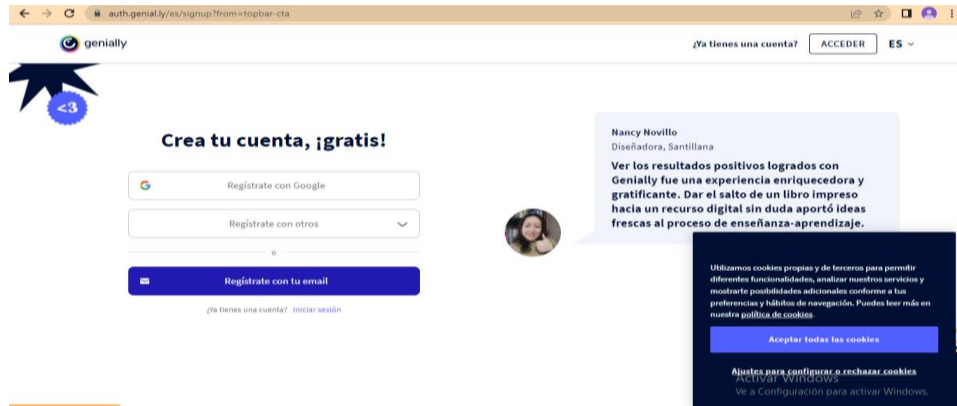 auth.genial.ly/es/signup?from=topbar-cta
genially
¿Ya tienes una cuenta? ACCEDER ES
<3
Crea tu cuenta, ¡gratis!
Regístrate con Google
Regístrate con otros
o
Regístrate con tu email
¿Ya tienes una cuenta? Iniciar sesión
Nancy Novillo
Diseñadora, Santillana
Ver los resultados positivos logrados con
Genially fue una experiencia enriquecedora y
gratificante. Dar el salto de un libro impreso
hacia un recurso digital sin duda aportó ideas
frescas al proceso de enseñanza-aprendizaje.
Utilizamos cookies propias y de terceros para permitir
diferentes funcionalidades, analizar nuestros servicios y
mostrarte posibilidades adicionales conforme a tus
preferencias y hábitos de navegación. Puedes leer más en
nuestra política de cookies.
Aceptar todas las cookies
Ajustes para configurar o rechazar cookies
Activar Windows
Ve a Configuración para activar Windows.